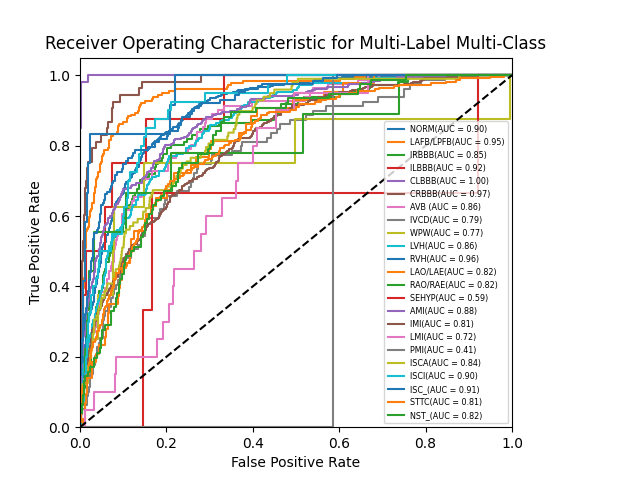 Receiver Operating Characteristic for Multi-Label Multi-Class
1.0
0.8
0.6
0.4
0.2
0.0
True Positive Rate
NORM(AUC = 0.90)
LAFB/LPFB(AUC = 0.95)
IRBBB(AUC = 0.85)
ILBBB(AUC = 0.92)
CLBBB(AUC = 1.00)
CRBBB(AUC = 0.97)
AVB (AUC = 0.86)
IVCD(AUC = 0.79)
WPW(AUC = 0.77)
LVH(AUC = 0.86)
RVH(AUC = 0.96)
LAO/LAE(AUC = 0.82)
RAO/RAE(AUC = 0.82)
SEHYP(AUC = 0.59)
AMI(AUC = 0.88)
IMI(AUC = 0.81)
LMI(AUC = 0.72)
PMI(AUC = 0.41)
ISCA(AUC = 0.84)
ISCI(AUC = 0.90)
ISC_(AUC = 0.91)
STTC(AUC = 0.81)
NST_(AUC = 0.82)
0.0 0.2 0.4 0.6 0.8 1.0
False Positive Rate